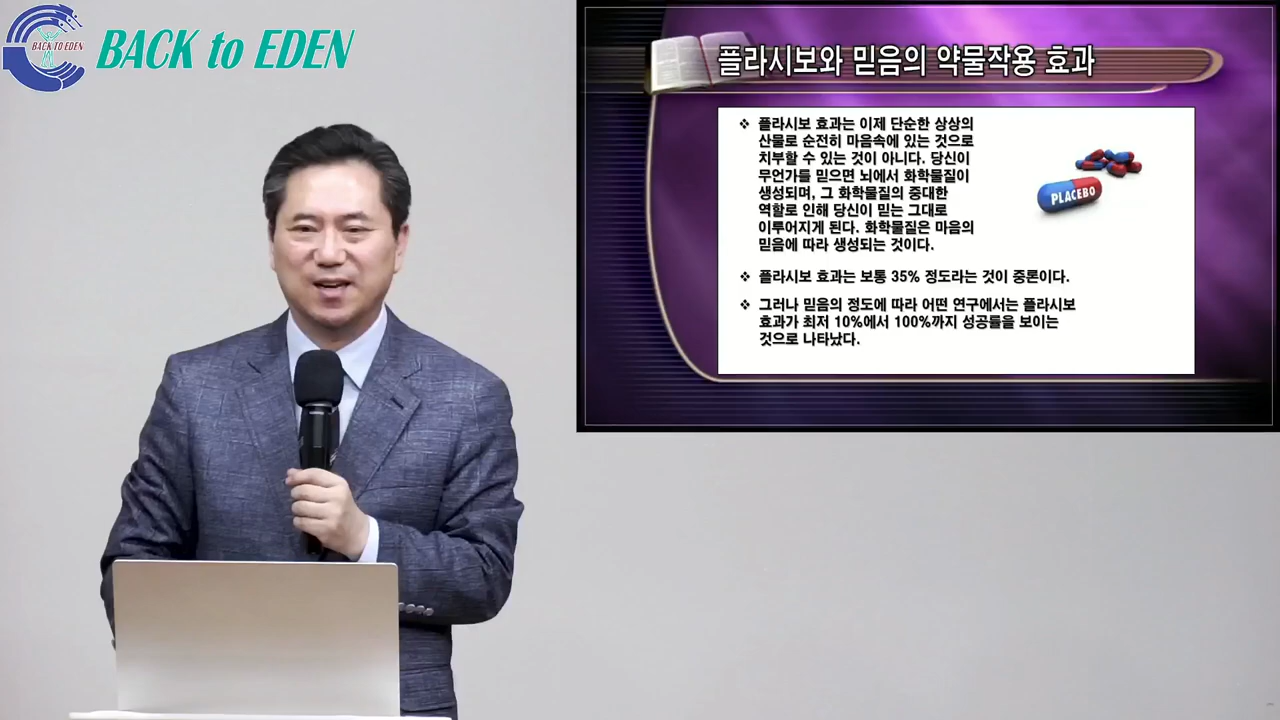 BACK TO EDEN
BACK to EDEN
플라시보와 믿음의 약물작용 효과
❖ 플라시보 효과는 이제 단순한 상상의
산물로 순전히 마음속에 있는 것으로
치부할 수 있는 것이 아니다. 당신이
무언가를 믿으면 뇌에서 화학물질이
생성되며, 그 화학물질의 중대한
역할로 인해 당신이 믿는 그대로
이루어지게 된다. 화학물질은 마음의
믿음에 따라 생성되는 것이다.
PLACEBO
❖ 플라시보 효과는 보통 35% 정도라는 것이 중론이다.
❖ 그러나 믿음의 정도에 따라 어떤 연구에서는 플라시보
효과가 최저 10%에서 100%까지 성공률을 보이는
것으로 나타났다.